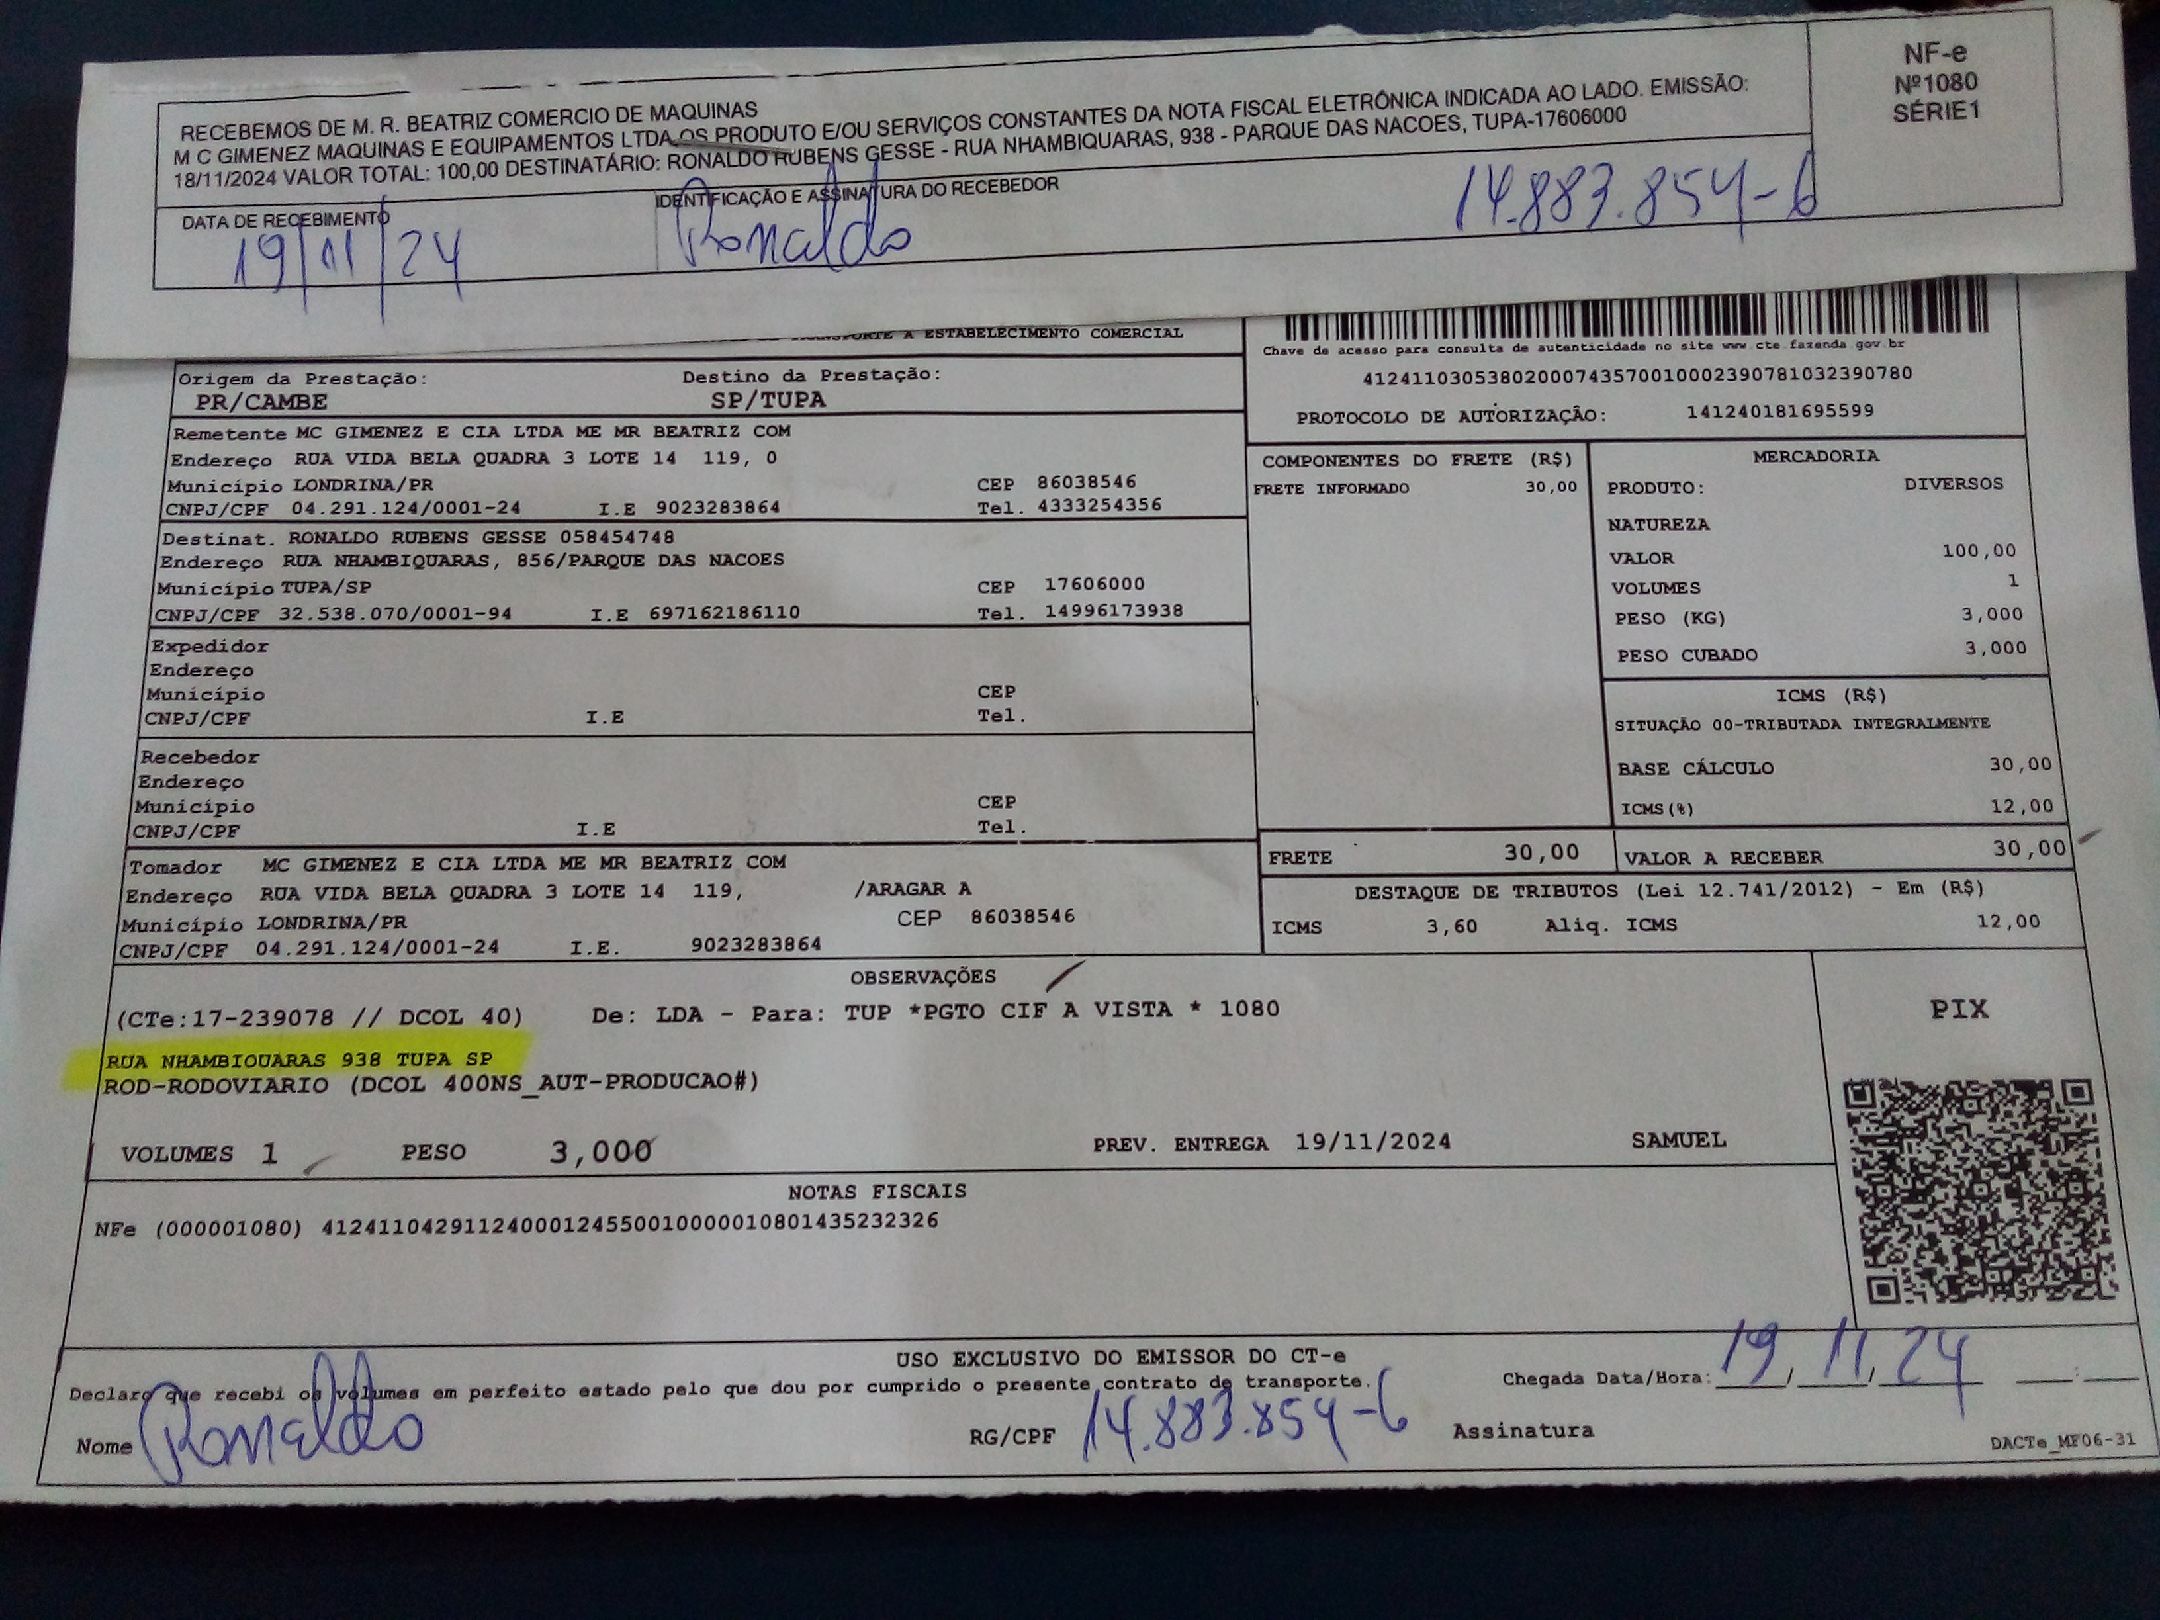 RECEBEMOS DE M. R. BEATRIZ COMERCIO DE MAQUINAS
M C GIMENEZ MAQUINAS E EQUIPAMENTOS LTDA OS PRODUTO E/OU SERVIÇOS CONSTANTES DA NOTA FISCAL ELETRÔNICA INDICADA AO LADO. EMISSÃO:
18/11/2024 VALOR TOTAL: 100,00 DESTINATÁRIO: RONALDO RUBENS GESSE - RUA NHAMBIQUARAS, 938 - PARQUE DAS NACOES, TUPA-17606000
NF-e
Nº1080
SÉRIE1
DATA DE RECEBIMENTO
19/11/24
IDENTIFICAÇÃO E ASSINATURA DO RECEBEDOR
Ronaldo
14.883.854-6
TRANSPORTE A ESTABELECIMENTO COMERCIAL
Chave de acesso para consulta de autenticidade no site www.cte.fazenda.gov.br
41241103053802000743570010002390781032390780
PROTOCOLO DE AUTORIZAÇÃO: 141240181695599
Origem da Prestação: Destino da Prestação:
PR/CAMBE SP/TUPA
Remetente MC GIMENEZ E CIA LTDA ME MR BEATRIZ COM
Endereço RUA VIDA BELA QUADRA 3 LOTE 14 119, 0
Município LONDRINA/PR CEP 86038546
CNPJ/CPF 04.291.124/0001-24 I.E 9023283864 Tel. 4333254356
Destinat. RONALDO RUBENS GESSE 058454748
Endereço RUA NHAMBIQUARAS, 856/PARQUE DAS NACOES
Município TUPA/SP CEP 17606000
CNPJ/CPF 32.538.070/0001-94 I.E 697162186110 Tel. 14996173938
Expedidor
Endereço
Município CEP
CNPJ/CPF I.E Tel.
Recebedor
Endereço
Município CEP
CNPJ/CPF I.E Tel.
Tomador MC GIMENEZ E CIA LTDA ME MR BEATRIZ COM
Endereço RUA VIDA BELA QUADRA 3 LOTE 14 119, /ARAGAR A
Município LONDRINA/PR CEP 86038546
CNPJ/CPF 04.291.124/0001-24 I.E. 9023283864
COMPONENTES DO FRETE (R$)
FRETE INFORMADO 30,00
MERCADORIA
PRODUTO: DIVERSOS
NATUREZA
VALOR 100,00
VOLUMES 1
PESO (KG) 3,000
PESO CUBADO 3,000
ICMS (R$)
SITUAÇÃO 00-TRIBUTADA INTEGRALMENTE
BASE CÁLCULO 30,00
ICMS(%) 12,00
FRETE 30,00 VALOR A RECEBER 30,00
DESTAQUE DE TRIBUTOS (Lei 12.741/2012) - Em (R$)
ICMS 3,60 Aliq. ICMS 12,00
OBSERVAÇÕES
(CTe:17-239078 // DCOL 40) De: LDA - Para: TUP *PGTO CIF A VISTA * 1080
RUA NHAMBIQUARAS 938 TUPA SP
ROD-RODOVIARIO (DCOL 400NS_AUT-PRODUCAO#)
VOLUMES 1 PESO 3,000 PREV. ENTREGA 19/11/2024 SAMUEL
PIX
NOTAS FISCAIS
NFe (000001080) 41241104291124000124550010000010801435232326
USO EXCLUSIVO DO EMISSOR DO CT-e
Declaro que recebi os volumes em perfeito estado pelo que dou por cumprido o presente contrato de transporte.
Chegada Data/Hora: 19/11/24 :
Nome Ronaldo RG/CPF 14.883.854-6 Assinatura
DACTe_MF06-31